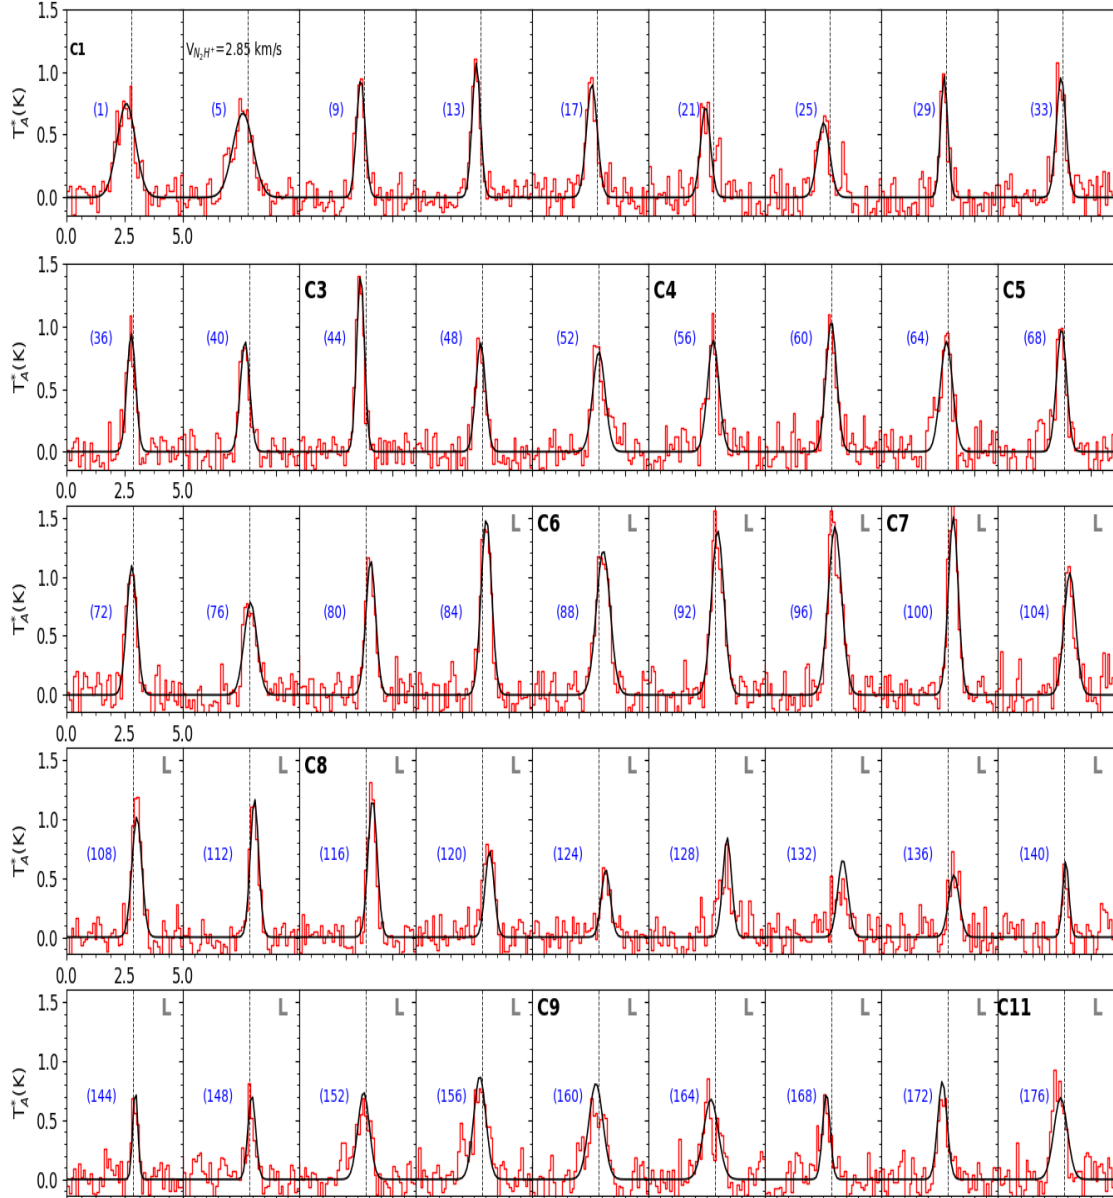 1.5
C1 V_{N₂H⁺}=2.85 km/s
1.0
(1) (5) (9) (13) (17) (21) (25) (29) (33)
T*_A(K)
0.5
0.0
0.0 2.5 5.0
1.5
C3 C4 C5
1.0
(36) (40) (44) (48) (52) (56) (60) (64) (68)
T*_A(K)
0.5
0.0
0.0 2.5 5.0
1.5 L C6 L L L C7 L L
1.0
T*_A(K)
(72) (76) (80) (84) (88) (92) (96) (100) (104)
0.5
0.0
0.0 2.5 5.0
1.5 L L C8 L L L L L L L
1.0
T*_A(K)
(108) (112) (116) (120) (124) (128) (132) (136) (140)
0.5
0.0
0.0 2.5 5.0
1.5 L L L L C9 L L L L C11 L
1.0
T*_A(K)
(144) (148) (152) (156) (160) (164) (168) (172) (176)
0.5
0.0